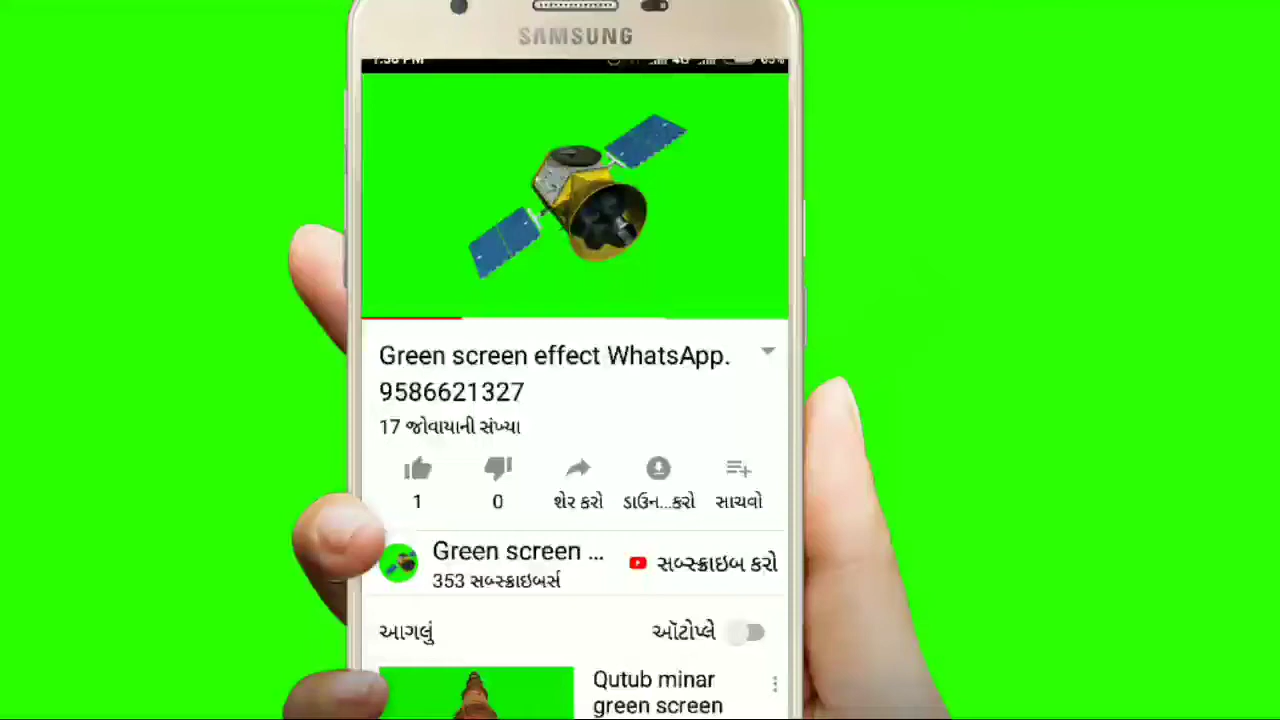 SAMSUNG
Green screen effect WhatsApp.
9586621327
17 જોવાયાની સંખ્યા
1
0
શેર કરો
ડાઉન...કરો
સાચવો
Green screen ...
સબ્સ્ક્રાઇબ કરો
353 સબ્સ્ક્રાઇબર્સ
આગલું
ઑટોપ્લે
Qutub minar
green screen